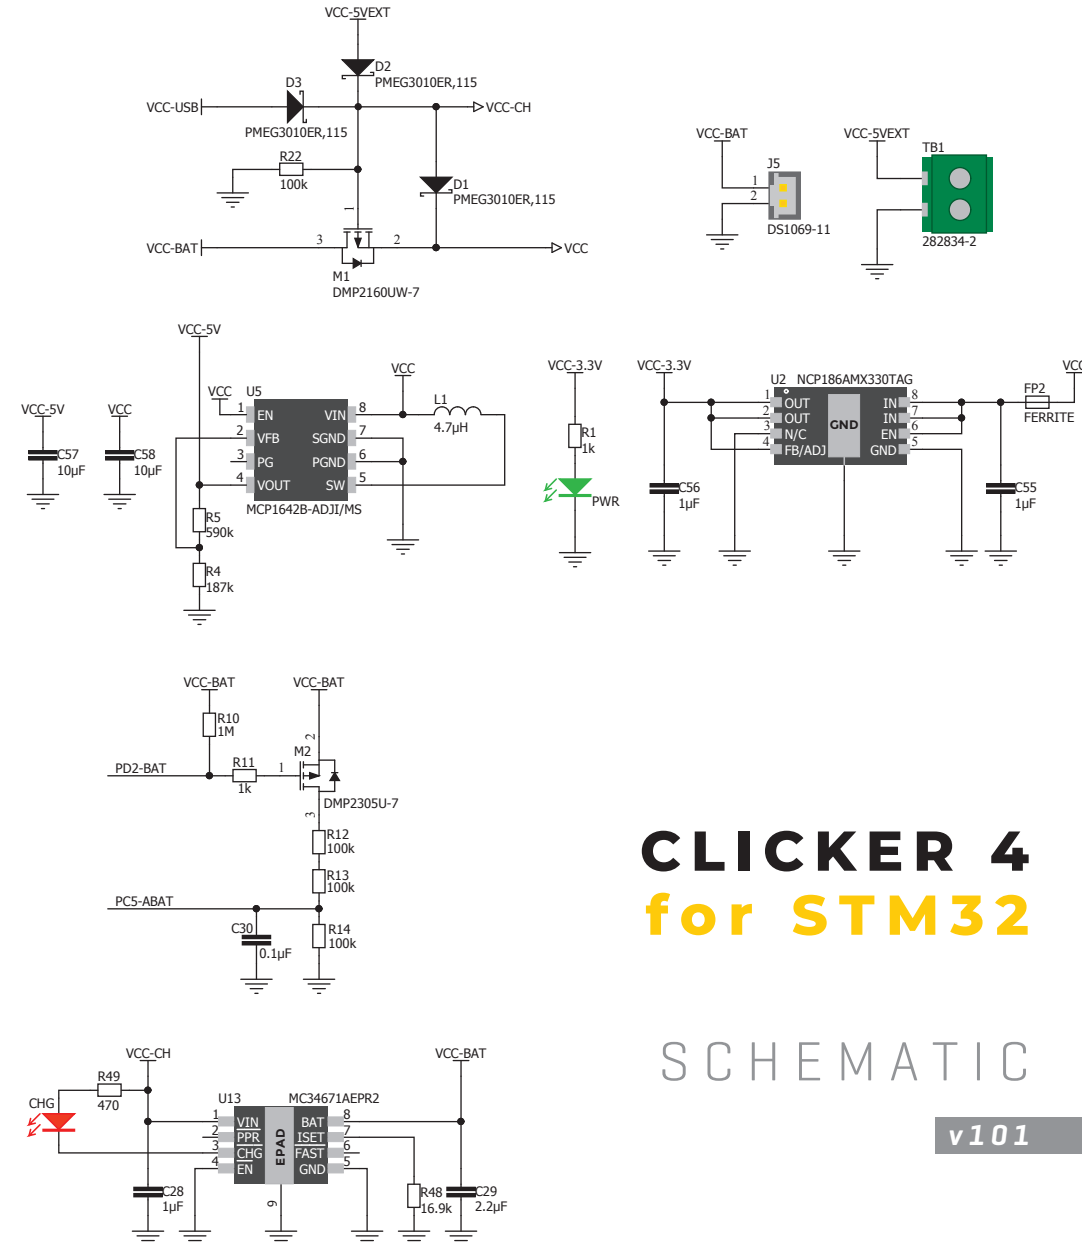 VCC-5VEXT
D2
PMEG3010ER,115
D3
VCC-USB
VCC-CH
PMEG3010ER,115
R22
100k
D1
PMEG3010ER,115
1
VCC-BAT
3
2
VCC
M1
DMP2160UW-7
VCC-BAT
J5
1
2
DS1069-11
VCC-5VEXT
TB1
282834-2
VCC-5V
VCC-5V
C57
10µF
VCC
C58
10µF
VCC
U5
1 EN
2 VFB
3 PG
4 VOUT
VIN 8
SGND 7
PGND 6
SW 5
MCP1642B-ADJI/MS
VCC
L1
4.7µH
R5
590k
R4
187k
VCC-3.3V
R1
1k
PWR
VCC-3.3V
U2 NCP186AMX330TAG
1 OUT
2 OUT
3 N/C
4 FB/ADJ
GND
IN 8
IN 7
EN 6
GND 5
VCC
FP2
FERRITE
C56
1µF
C55
1µF
VCC-BAT
VCC-BAT
R10
1M
2
M2
PD2-BAT
R11
1
1k
DMP2305U-7
3
R12
100k
R13
100k
PC5-ABAT
C30
0.1µF
R14
100k
CLICKER 4
for STM32
SCHEMATIC
v101
VCC-CH
VCC-BAT
R49
470
CHG
U13
MC34671AEPR2
1 VIN
2 PPR
3 CHG
4 EN
EPAD
BAT 8
ISET 7
FAST 6
GND 5
9
C28
1µF
R48
16.9k
C29
2.2µF